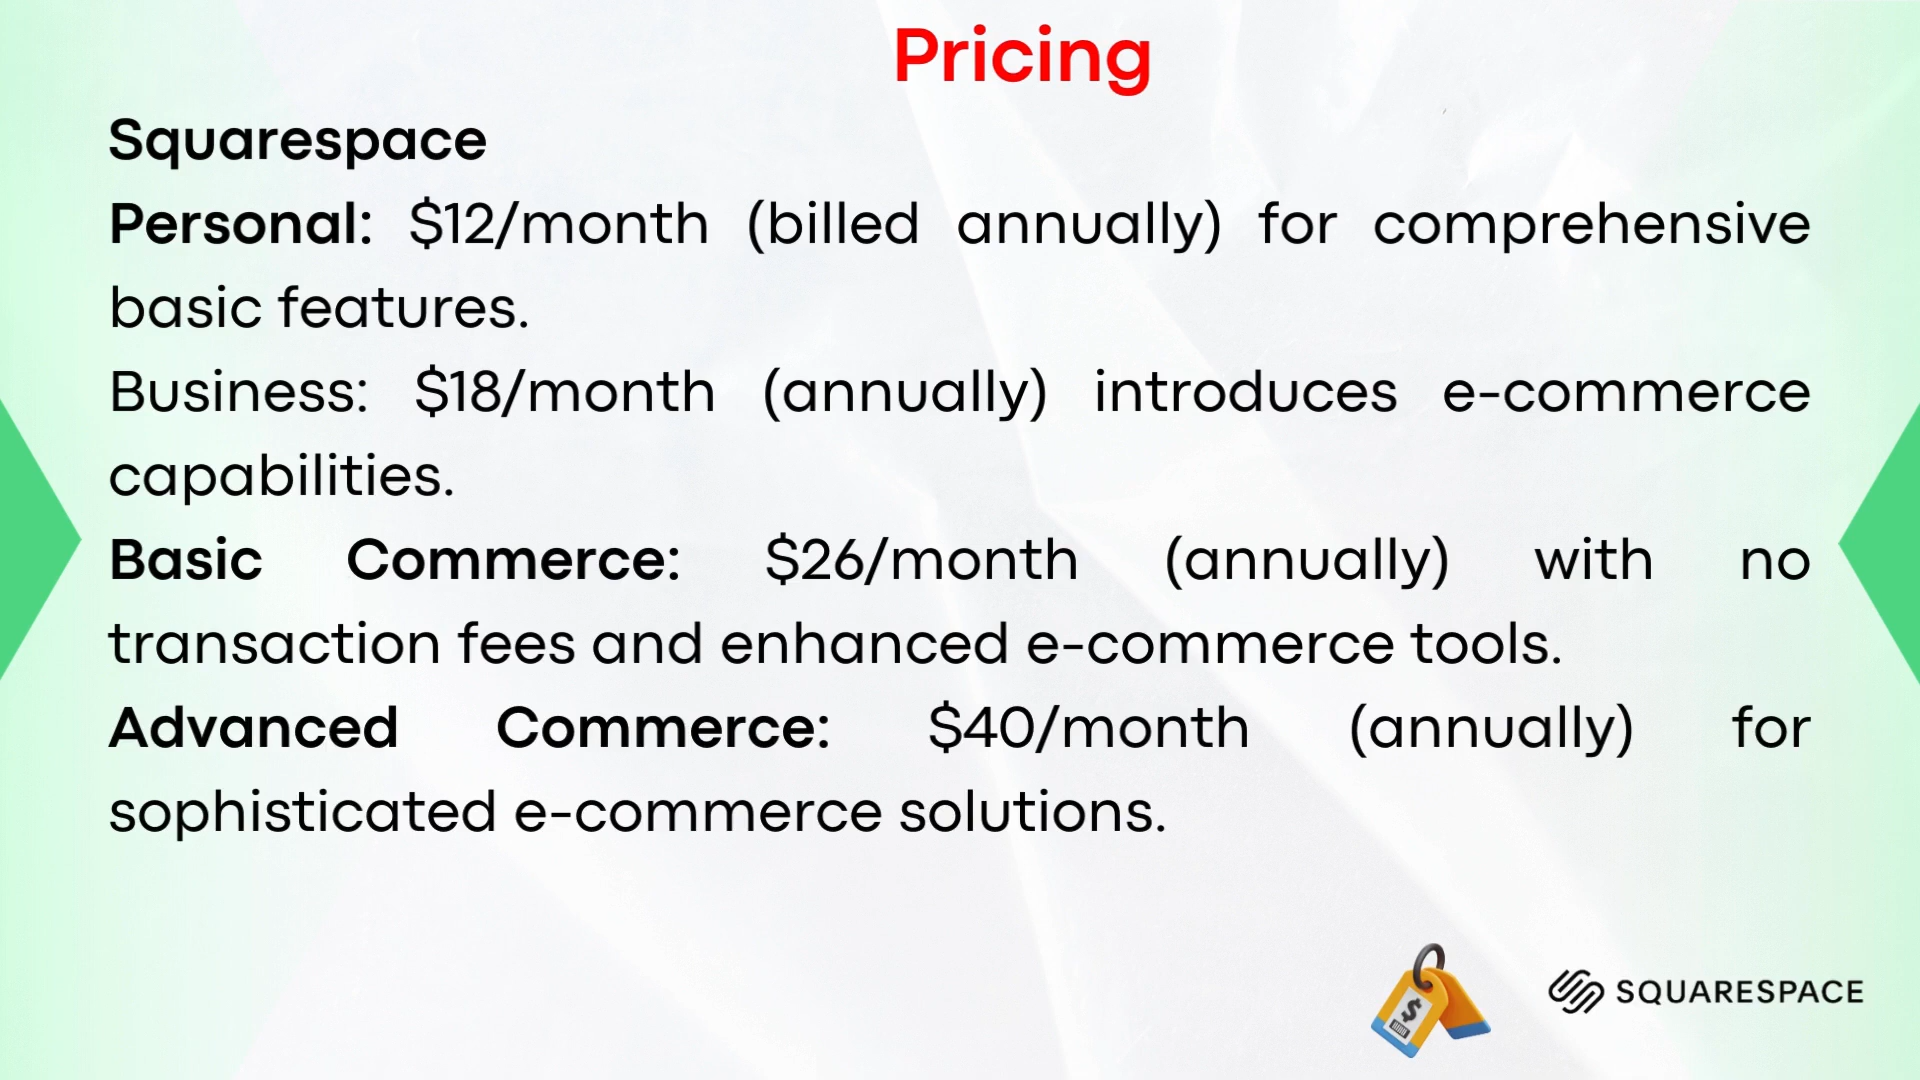 Pricing
Squarespace
Personal: $12/month (billed annually) for comprehensive
basic features.
Business: $18/month (annually) introduces e-commerce
capabilities.
Basic Commerce: $26/month (annually) with no
transaction fees and enhanced e-commerce tools.
Advanced Commerce: $40/month (annually) for
sophisticated e-commerce solutions.
$
SQUARESPACE